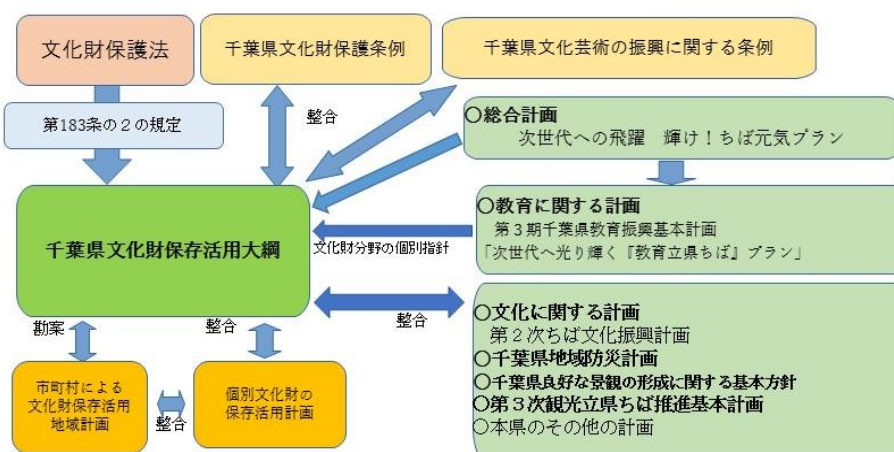 文化財保護法
千葉県文化財保護条例
千葉県文化芸術の振興に関する条例
第183条の２の規定
整合
○総合計画
次世代への飛躍　輝け！ちば元気プラン
千葉県文化財保存活用大綱
文化財分野の個別指針
○教育に関する計画
第３期千葉県教育振興基本計画
「次世代へ光り輝く『教育立県ちば』プラン」
勘案
整合
整合
○文化に関する計画
第２次ちば文化振興計画
○千葉県地域防災計画
○千葉県良好な景観の形成に関する基本方針
○第３次観光立県ちば推進基本計画
○本県のその他の計画
市町村による
文化財保存活用
地域計画
整合
個別文化財の
保存活用計画